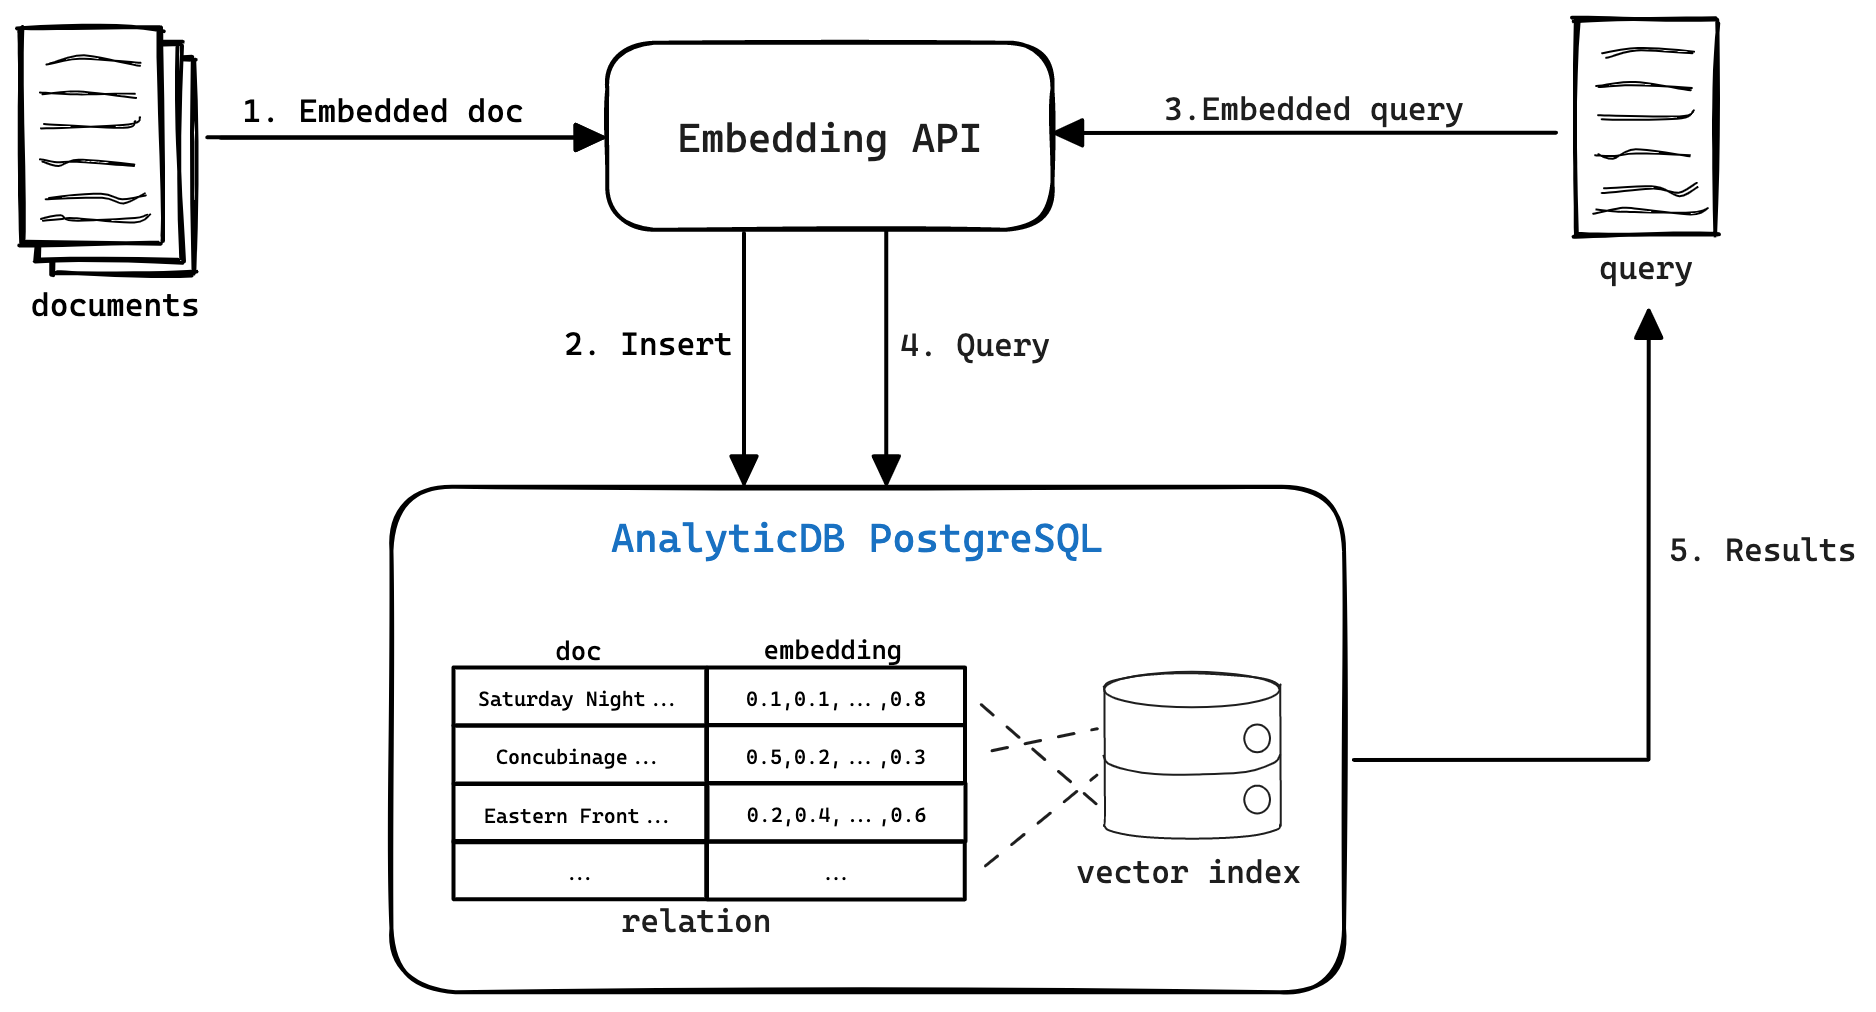 1. Embedded doc
Embedding API
3.Embedded query
documents
query
2. Insert
4. Query
AnalyticDB PostgreSQL
5. Results
doc embedding
Saturday Night... 0.1,0.1, ... ,0.8
Concubinage... 0.5,0.2, ... ,0.3
Eastern Front... 0.2,0.4, ... ,0.6
... ...
relation
vector index